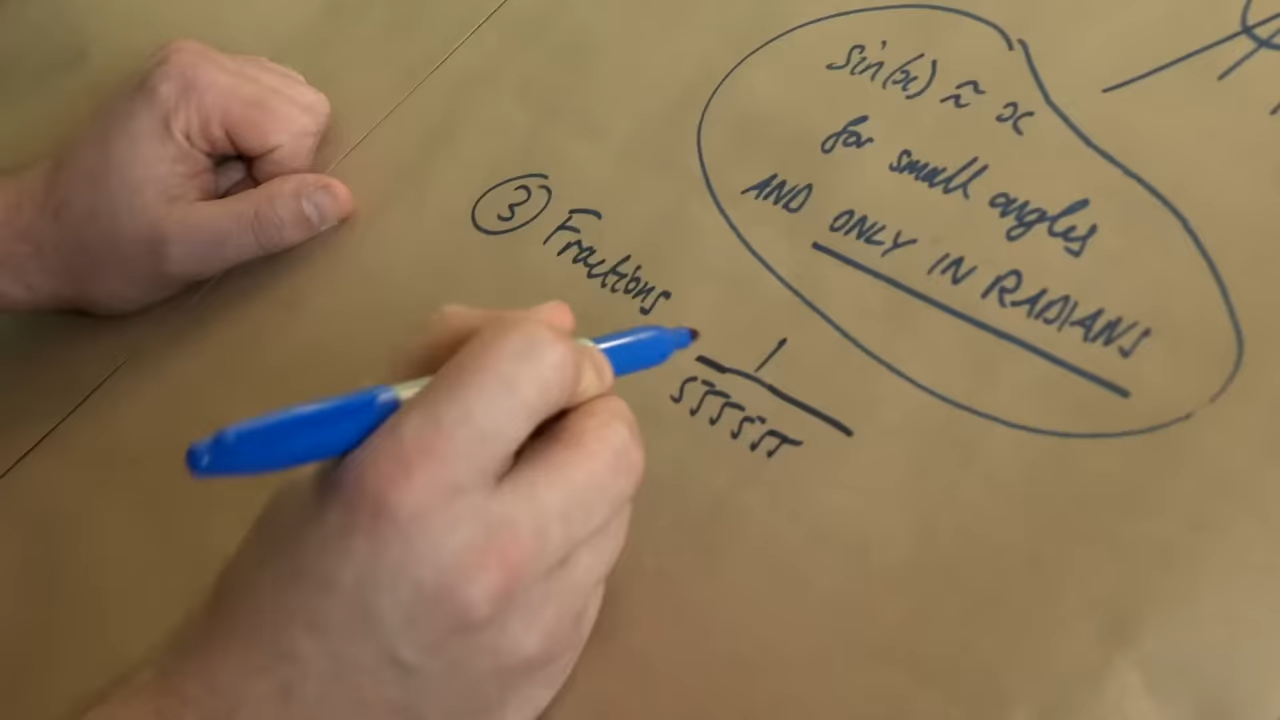 sin(x) ≈ x
for small angles
AND ONLY IN RADIANS
③ Fractions
1
555555